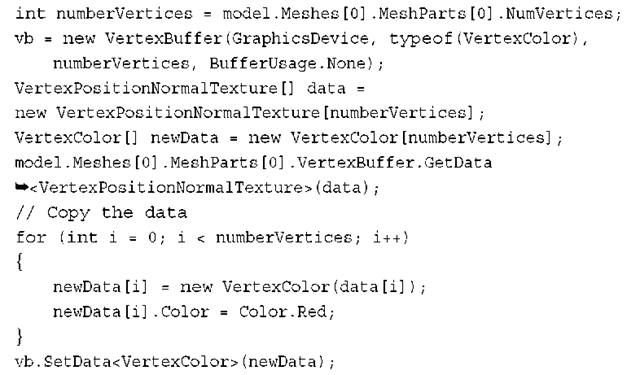 int numberVertices = model.Meshes[0].MeshParts[0].NumVertices;
vb = new VertexBuffer(GraphicsDevice, typeof(VertexColor),
    numberVertices, BufferUsage.None);
VertexPositionNormalTexture[] data =
new VertexPositionNormalTexture[numberVertices];
VertexColor[] newData = new VertexColor[numberVertices];
model.Meshes[0].MeshParts[0].VertexBuffer.GetData
➥<VertexPositionNormalTexture>(data);
// Copy the data
for (int i = 0; i < numberVertices; i++)
{
    newData[i] = new VertexColor(data[i]);
    newData[i].Color = Color.Red;
}
vb.SetData<VertexColor>(newData);